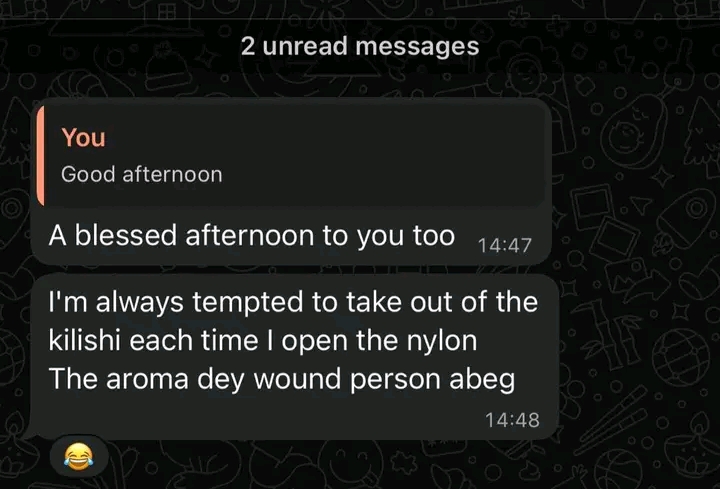 2 unread messages
You
Good afternoon
A blessed afternoon to you too 14:47
I'm always tempted to take out of the
kilishi each time I open the nylon
The aroma dey wound person abeg
14:48